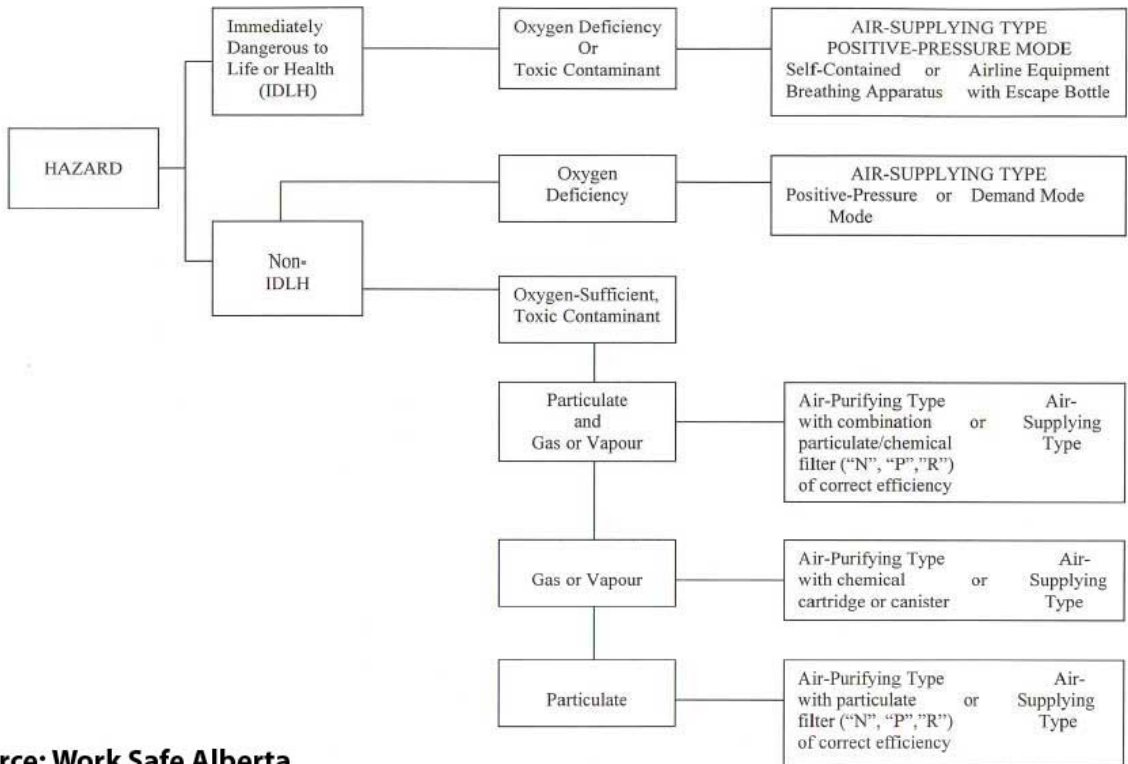 Immediately
Dangerous to
Life or Health
(IDLH)
Oxygen Deficiency
Or
Toxic Contaminant
AIR-SUPPLYING TYPE
POSITIVE-PRESSURE MODE
Self-Contained or Airline Equipment
Breathing Apparatus with Escape Bottle
HAZARD
Oxygen
Deficiency
AIR-SUPPLYING TYPE
Positive-Pressure or Demand Mode
Mode
Non-
IDLH
Oxygen-Sufficient,
Toxic Contaminant
Particulate
and
Gas or Vapour
Air-Purifying Type Air-
with combination or Supplying
particulate/chemical Type
filter ("N", "P","R")
of correct efficiency
Gas or Vapour
Air-Purifying Type Air-
with chemical or Supplying
cartridge or canister Type
Particulate
Air-Purifying Type Air-
with particulate or Supplying
filter ("N", "P","R") Type
of correct efficiency
rce: Work Safe Alberta